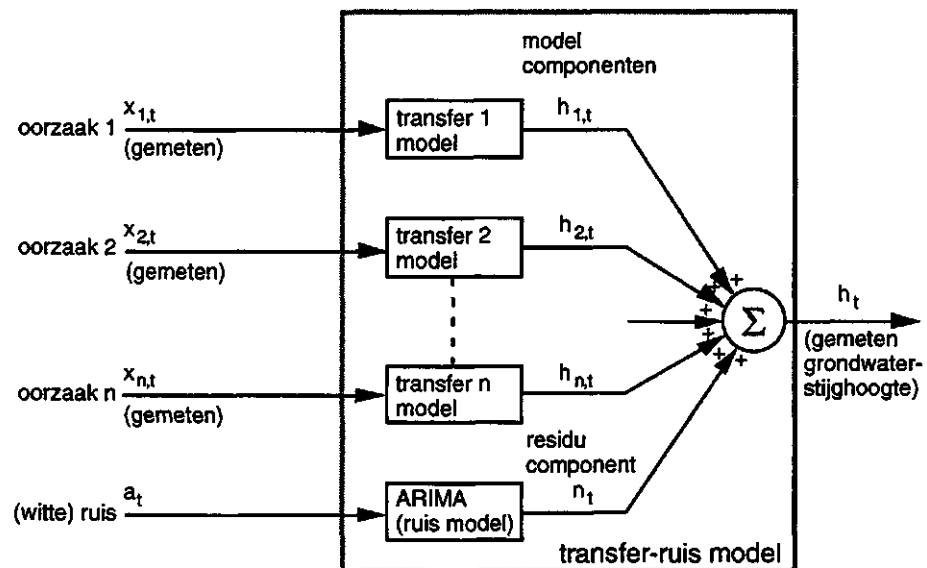 model
componenten
oorzaak 1
x1,t
(gemeten)
transfer 1
model
h1,t
oorzaak 2
x2,t
(gemeten)
transfer 2
model
h2,t
+ +
+
+
+
+ +
Σ
ht
(gemeten
grondwater-
stijghoogte)
oorzaak n
xn,t
(gemeten)
transfer n
model
hn,t
residu
component
nt
(witte) ruis
at
ARIMA
(ruis model)
transfer-ruis model